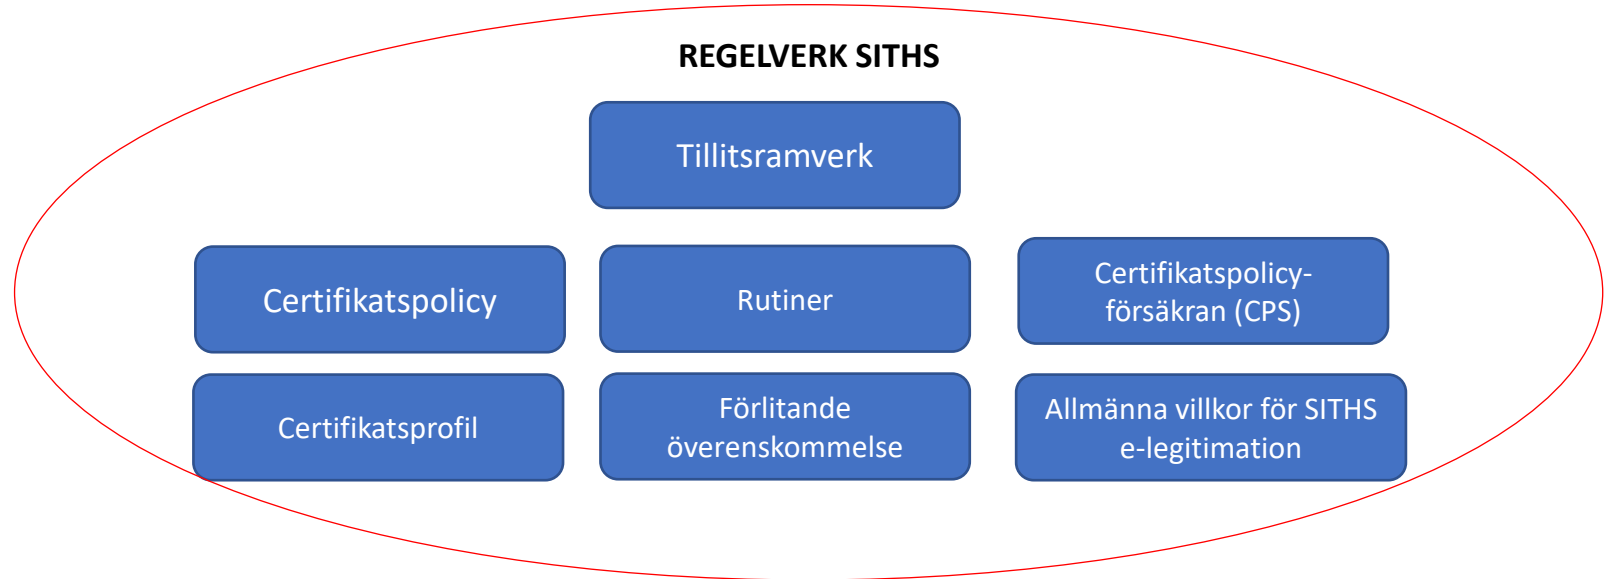 REGELVERK SITHS
Tillitsramverk
Certifikatspolicy
Rutiner
Certifikatspolicy-
försäkran (CPS)
Certifikatsprofil
Förlitande
överenskommelse
Allmänna villkor för SITHS
e-legitimation